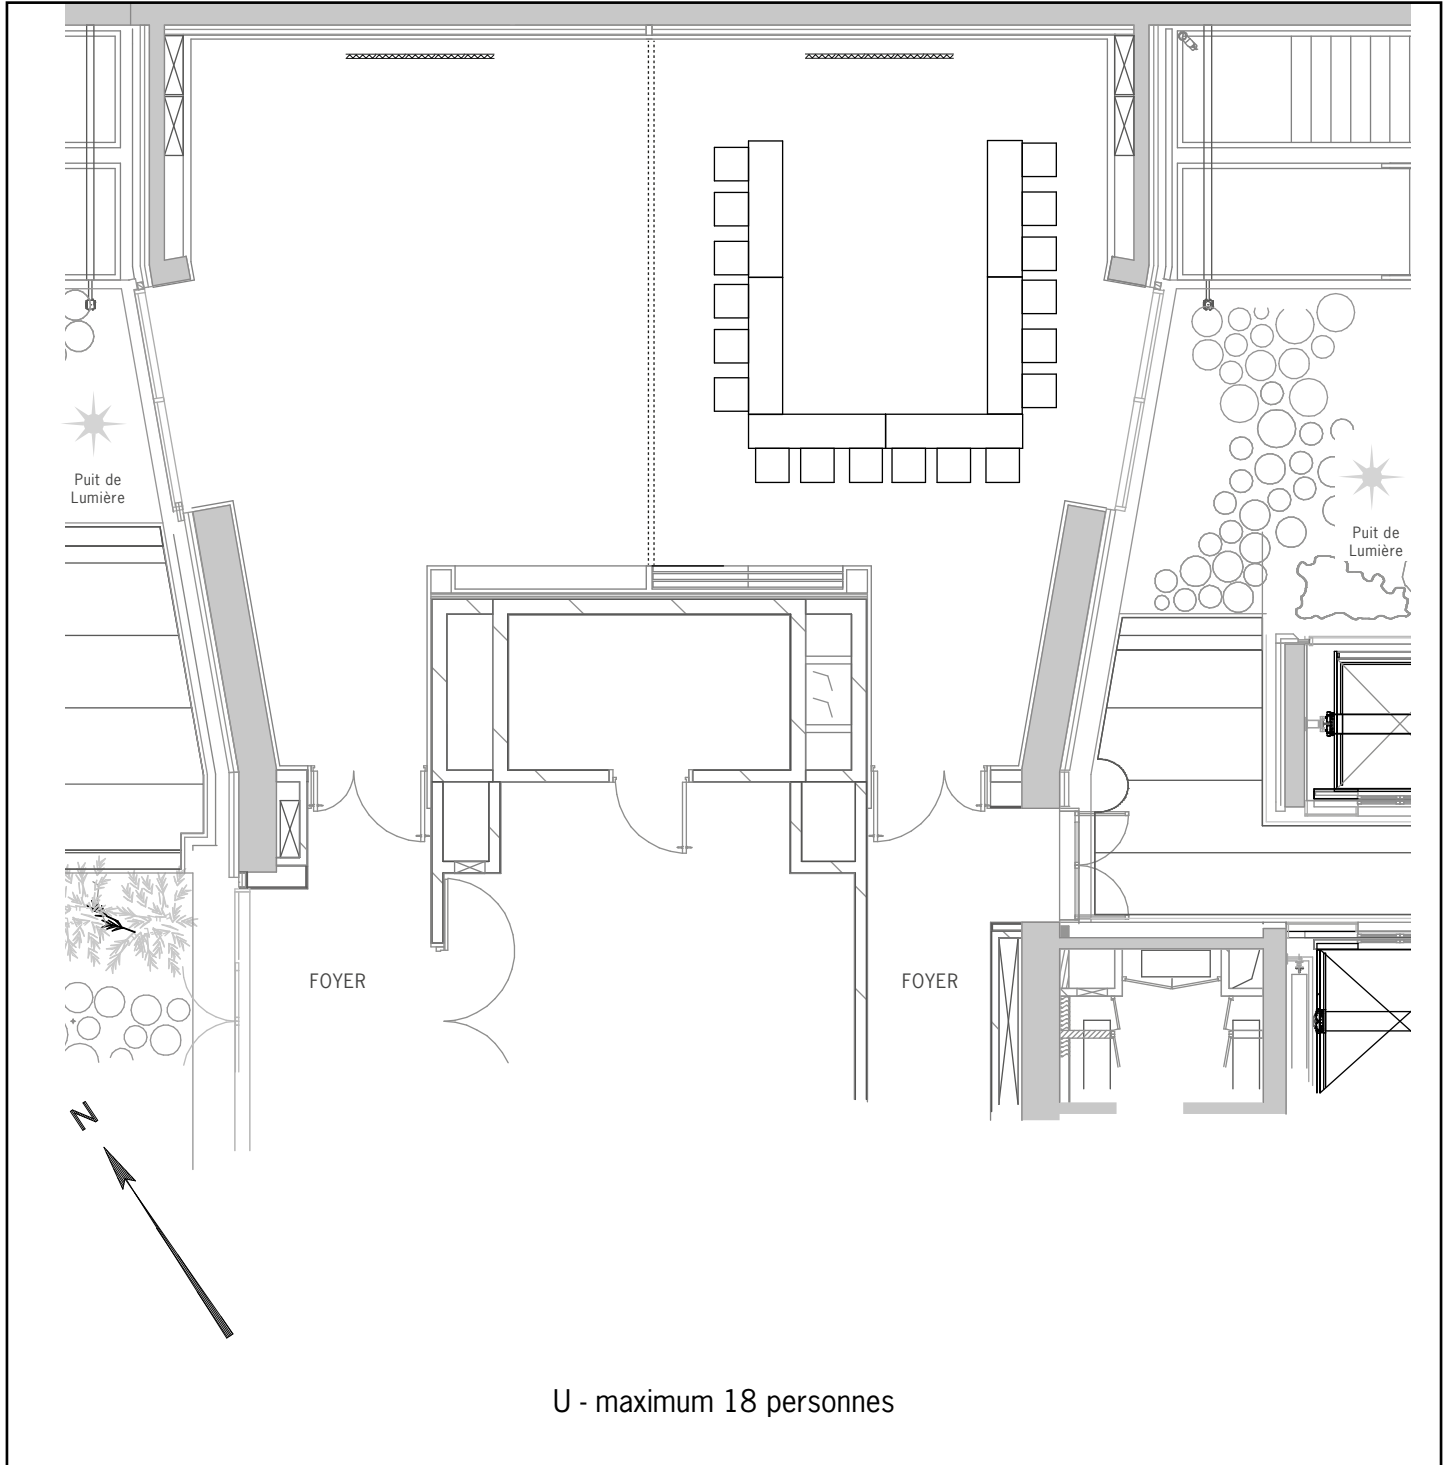 Puit de
Lumière
Puit de
Lumière
FOYER
FOYER
N
U - maximum 18 personnes